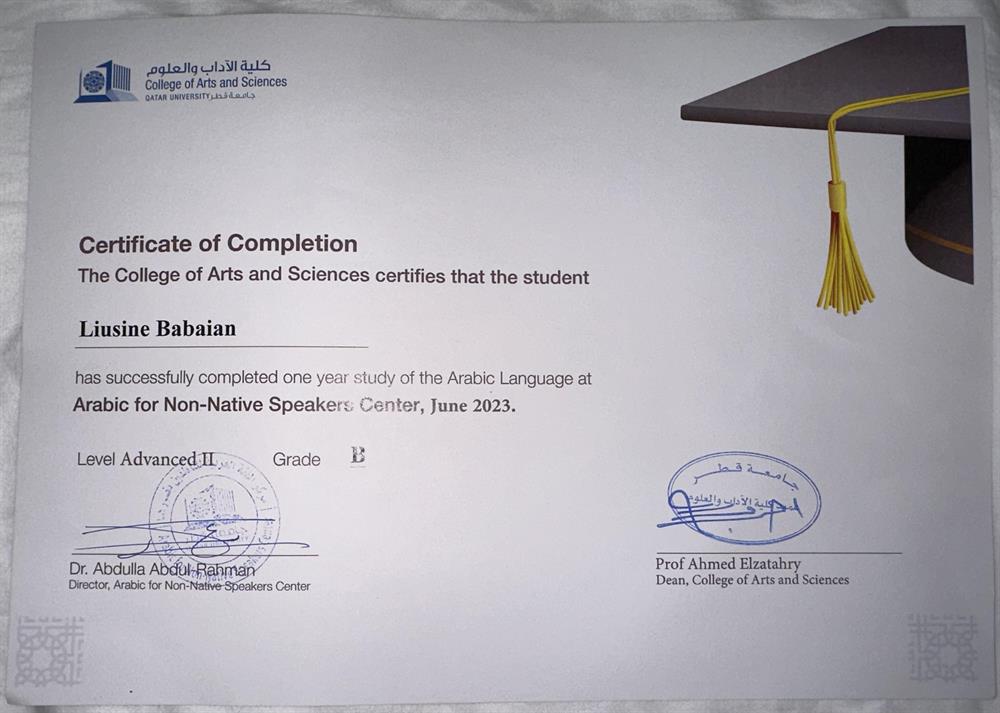 كلية الآداب والعلوم
College of Arts and Sciences
QATAR UNIVERSITY جامعة قطر
Certificate of Completion
The College of Arts and Sciences certifies that the student
Liusine Babaian
has successfully completed one year study of the Arabic Language at
Arabic for Non-Native Speakers Center, June 2023.
Level Advanced II Grade B
جامعة قطر
كلية الآداب والعلوم
Dr. Abdulla Abdul-Rahman
Director, Arabic for Non-Native Speakers Center
Prof Ahmed Elzatahry
Dean, College of Arts and Sciences